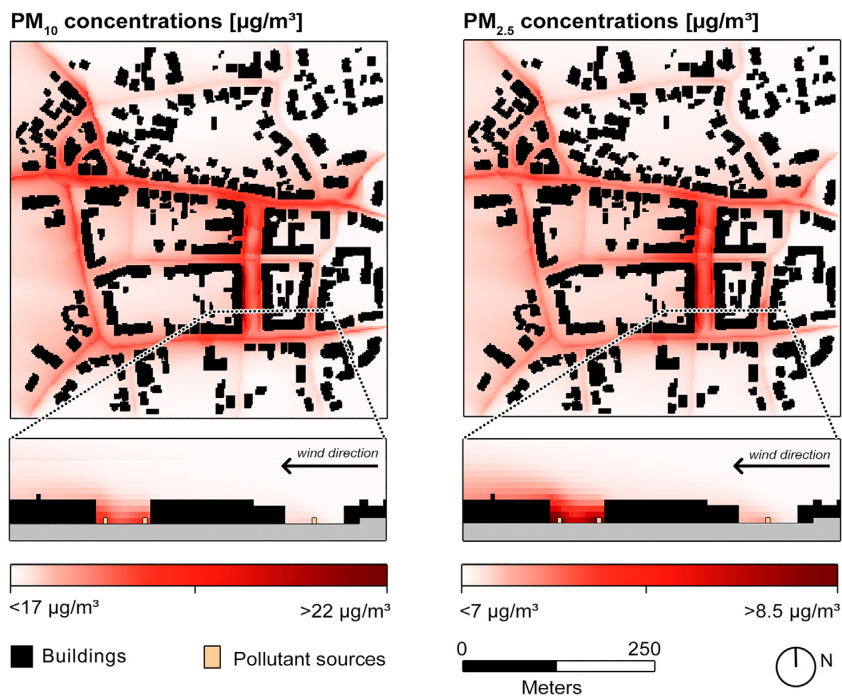 PM10 concentrations [µg/m³]
PM2.5 concentrations [µg/m³]
wind direction
wind direction
<17 µg/m³
>22 µg/m³
<7 µg/m³
>8.5 µg/m³
Buildings
Pollutant sources
0
250
Meters
N